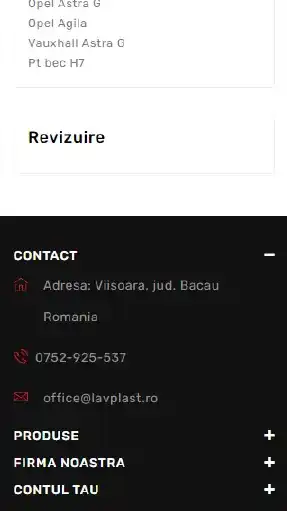 Opel Astra G
Opel Agila
Vauxhall Astra G
Pt bec H7
Revizuire
CONTACT
Adresa: Viisoara, jud. Bacau
Romania
0752-925-537
office@lavplast.ro
PRODUSE
FIRMA NOASTRA
CONTUL TAU